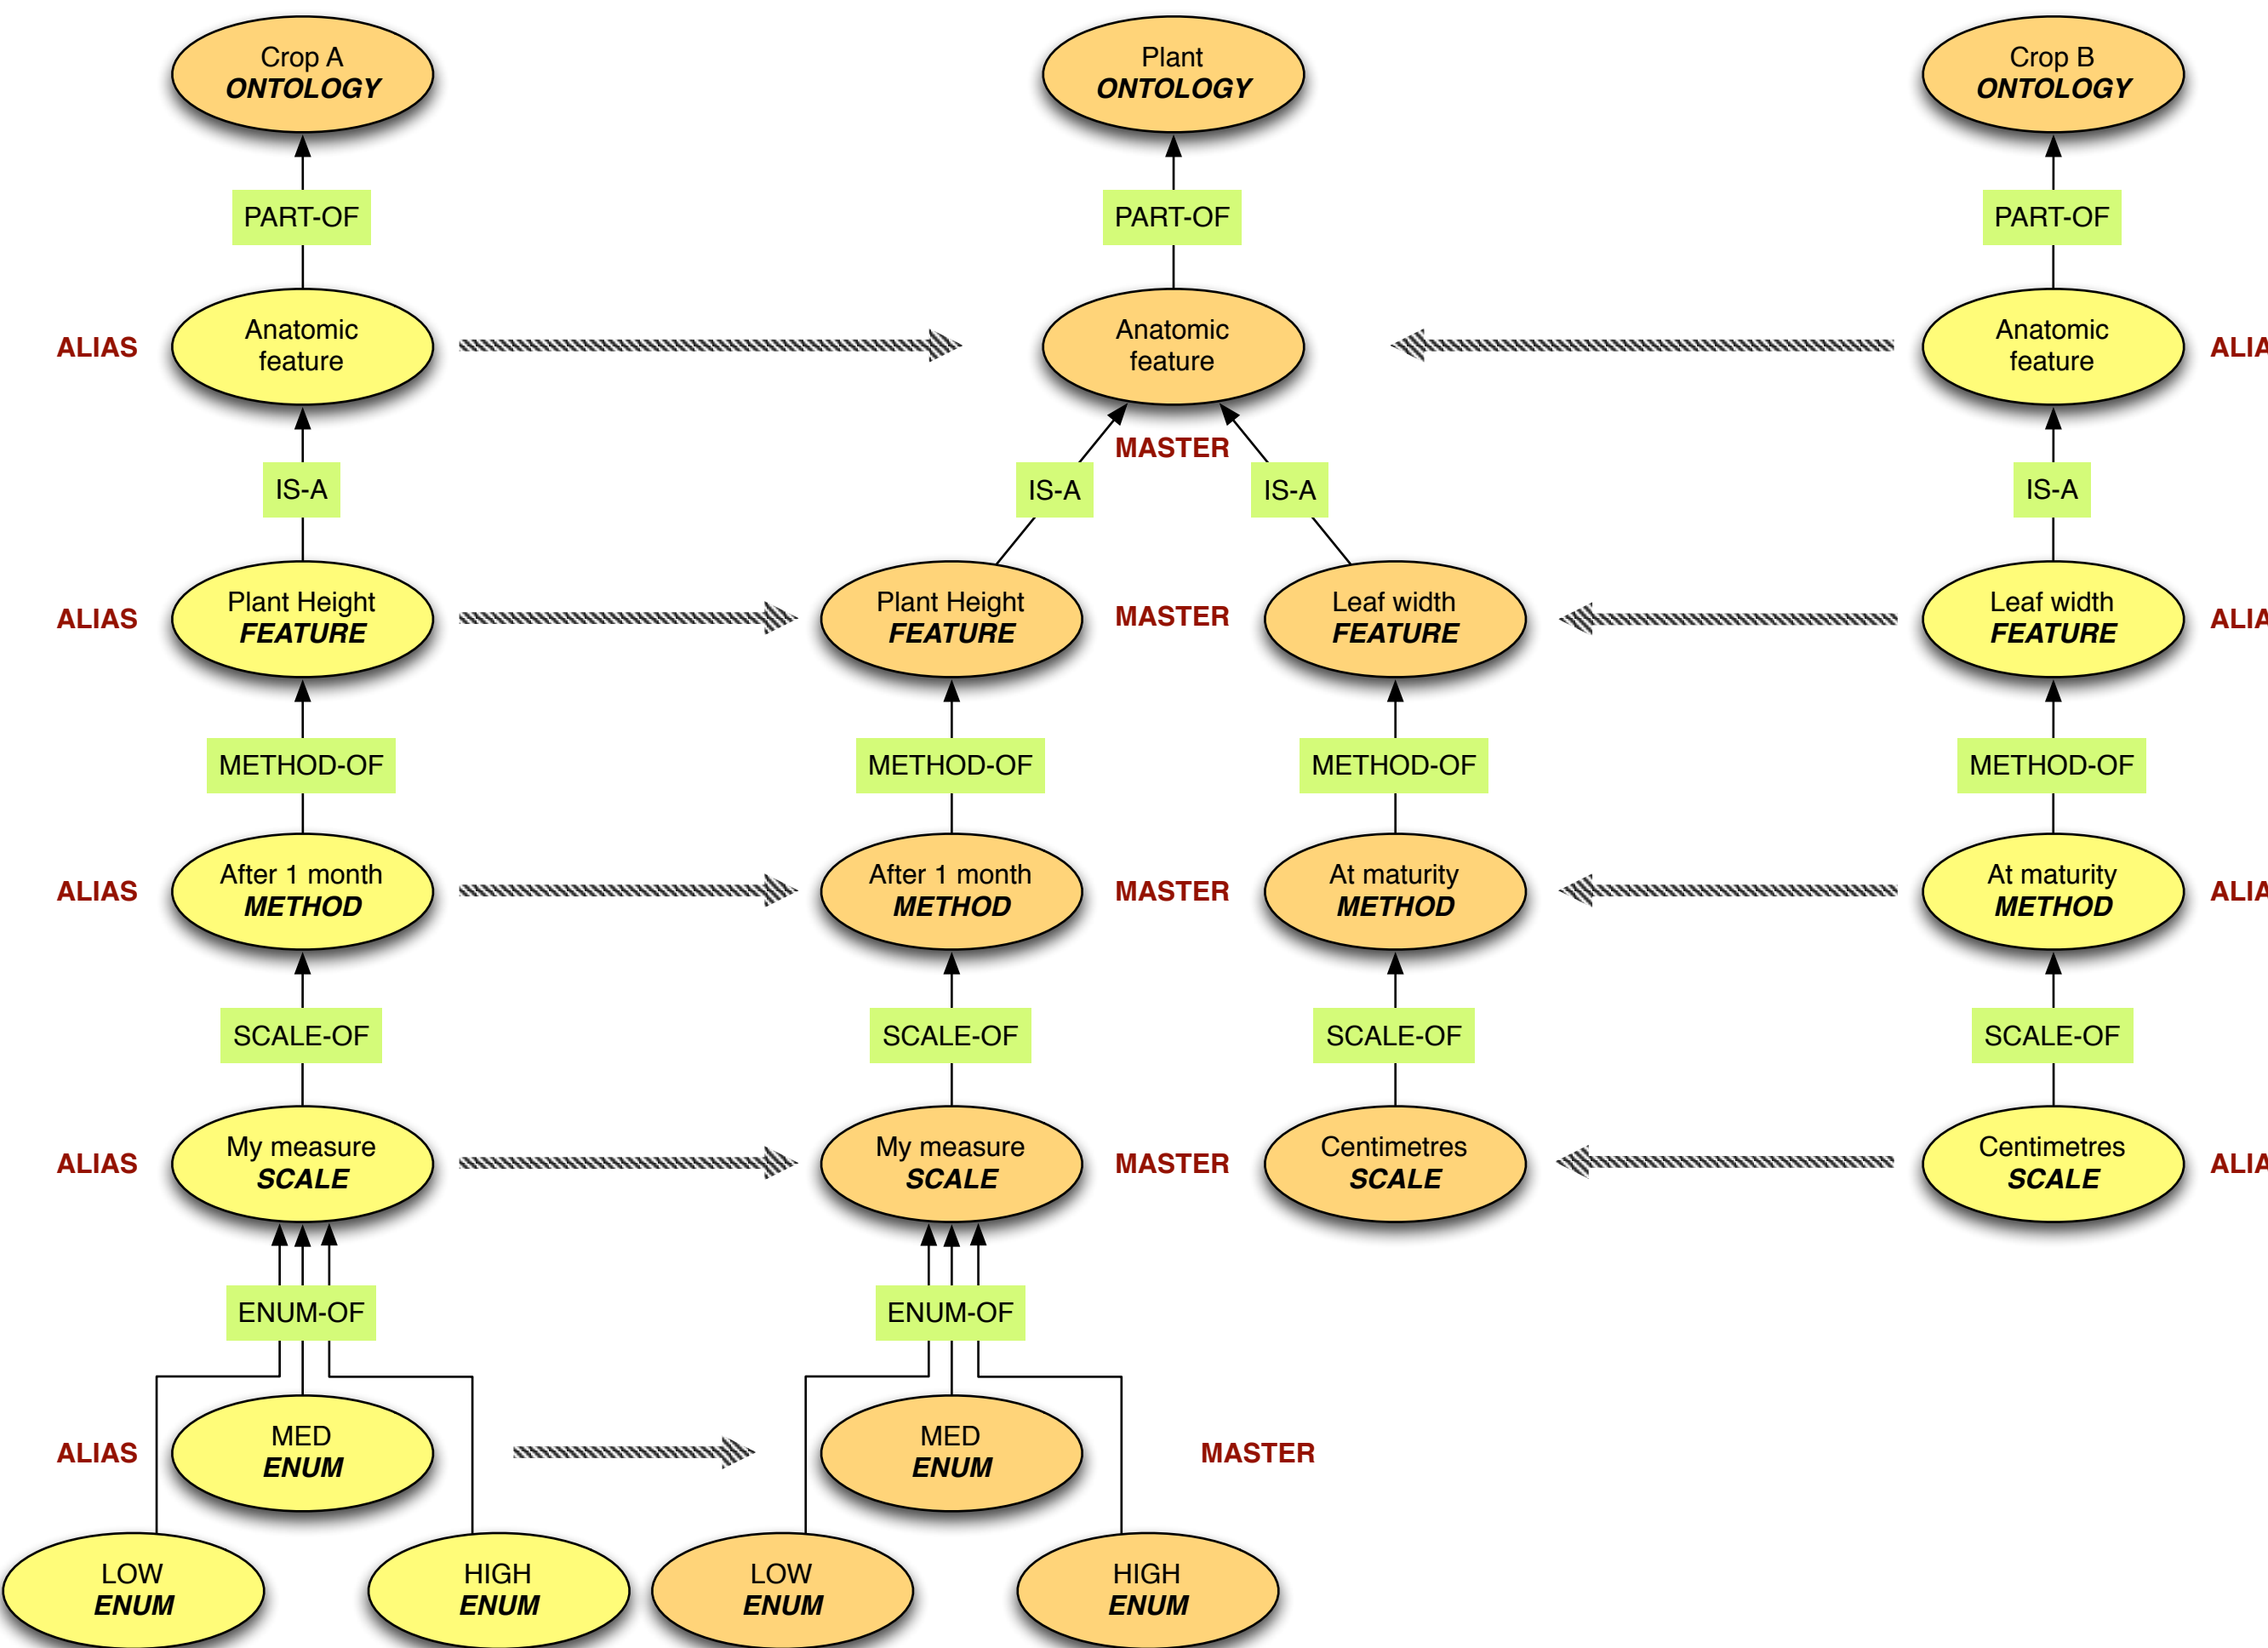 Crop A
ONTOLOGY
Plant
ONTOLOGY
Crop B
ONTOLOGY
PART-OF
PART-OF
PART-OF
ALIAS
Anatomic
feature
Anatomic
feature
Anatomic
feature
ALIA
MASTER
IS-A
IS-A
IS-A
IS-A
ALIAS
Plant Height
FEATURE
Plant Height
FEATURE
MASTER
Leaf width
FEATURE
Leaf width
FEATURE
ALIA
METHOD-OF
METHOD-OF
METHOD-OF
METHOD-OF
ALIAS
After 1 month
METHOD
After 1 month
METHOD
MASTER
At maturity
METHOD
At maturity
METHOD
ALIA
SCALE-OF
SCALE-OF
SCALE-OF
SCALE-OF
ALIAS
My measure
SCALE
My measure
SCALE
MASTER
Centimetres
SCALE
Centimetres
SCALE
ALIA
ENUM-OF
ENUM-OF
ALIAS
MED
ENUM
MED
ENUM
MASTER
LOW
ENUM
HIGH
ENUM
LOW
ENUM
HIGH
ENUM